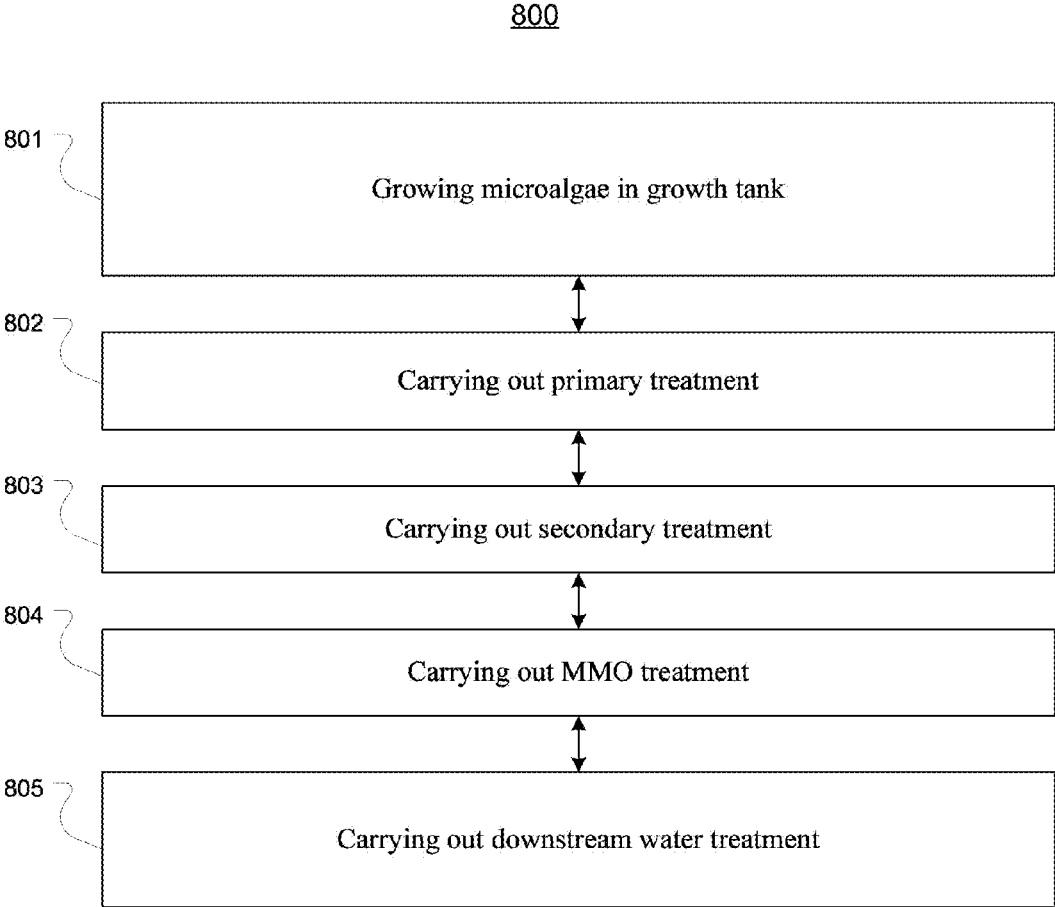 800
801
Growing microalgae in growth tank
802
Carrying out primary treatment
803
Carrying out secondary treatment
804
Carrying out MMO treatment
805
Carrying out downstream water treatment